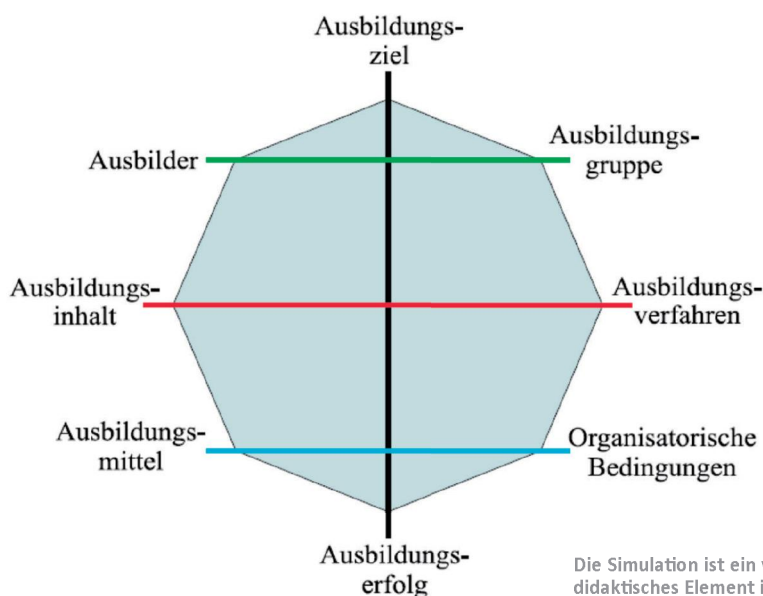 Ausbildungs-
ziel
Ausbilder
Ausbildungs-
gruppe
Ausbildungs-
inhalt
Ausbildungs-
verfahren
Ausbildungs-
mittel
Organisatorische
Bedingungen
Ausbildungs-
erfolg
Die Simulation ist ein
didaktisches Element